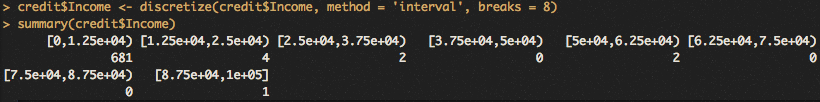 > credit$Income <- discretize(credit$Income, method = 'interval', breaks = 8)
> summary(credit$Income)
[0,1.25e+04) [1.25e+04,2.5e+04) [2.5e+04,3.75e+04) [3.75e+04,5e+04) [5e+04,6.25e+04) [6.25e+04,7.5e+04)
681 4 2 0 2 0
[7.5e+04,8.75e+04) [8.75e+04,1e+05]
0 1